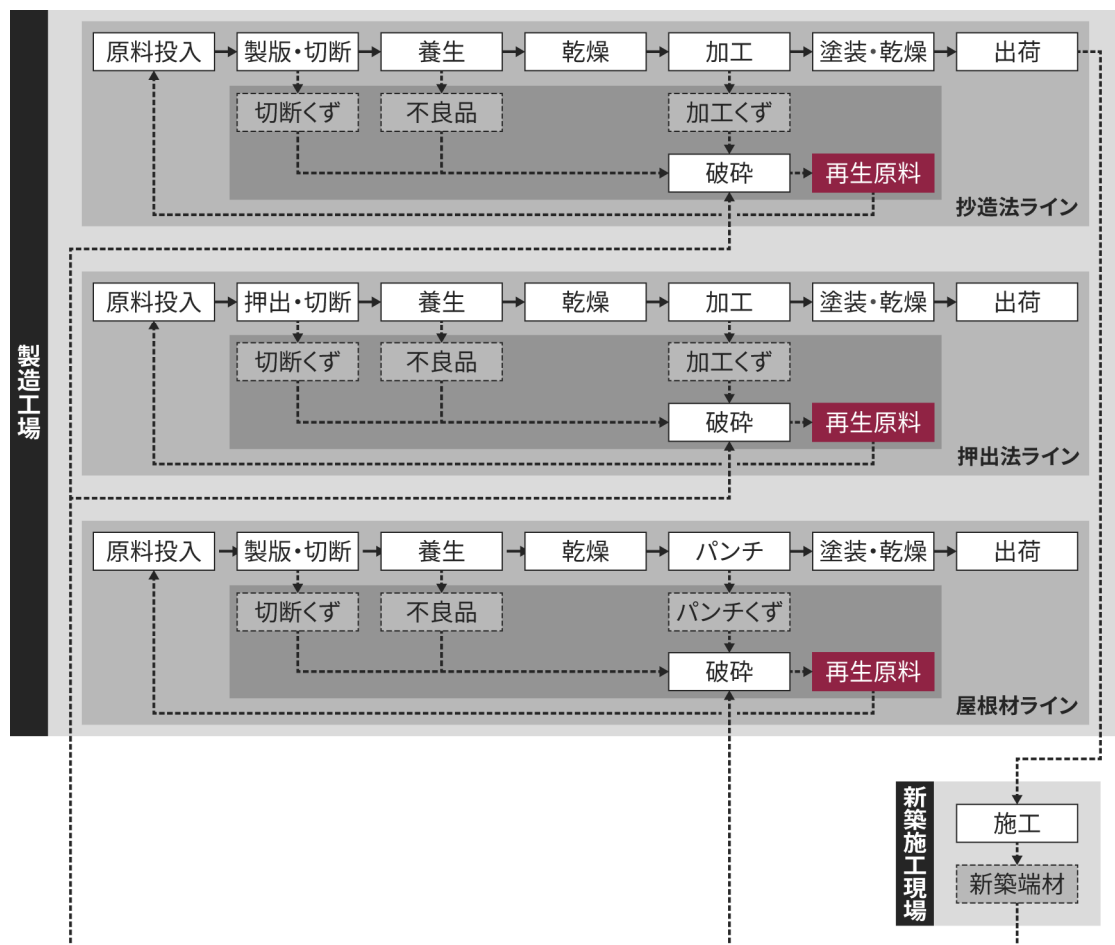 製造工場
原料投入
製版・切断
養生
乾燥
加工
塗装・乾燥
出荷
切断くず
不良品
加工くず
破砕
再生原料
抄造法ライン
原料投入
押出・切断
養生
乾燥
加工
塗装・乾燥
出荷
切断くず
不良品
加工くず
破砕
再生原料
押出法ライン
原料投入
製版・切断
養生
乾燥
パンチ
塗装・乾燥
出荷
切断くず
不良品
パンチくず
破砕
再生原料
屋根材ライン
新築施工現場
施工
新築端材